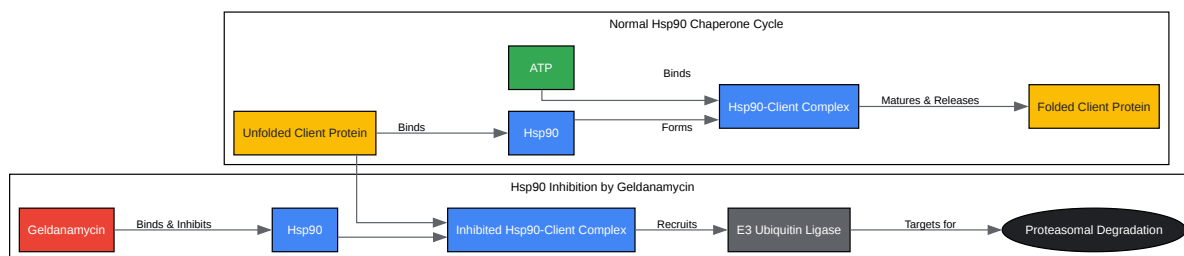 Normal Hsp90 Chaperone Cycle
ATP
Binds
Hsp90-Client Complex
Matures & Releases
Folded Client Protein
Unfolded Client Protein
Binds
Hsp90
Forms
Hsp90 Inhibition by Geldanamycin
Geldanamycin
Binds & Inhibits
Hsp90
Inhibited Hsp90-Client Complex
Recruits
E3 Ubiquitin Ligase
Targets for
Proteasomal Degradation